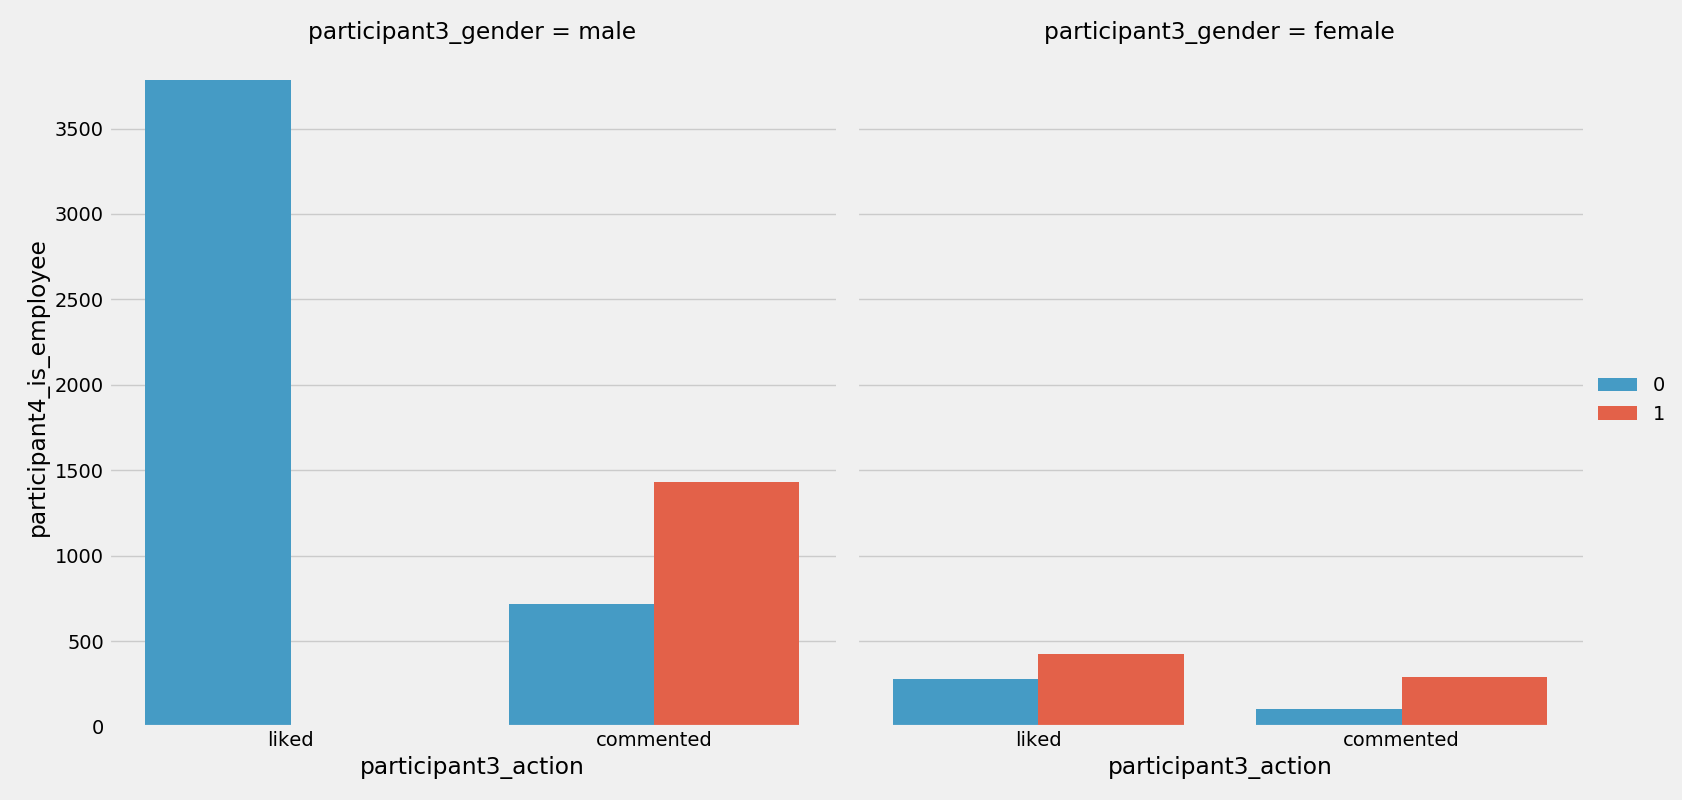 participant3_gender = male
participant3_gender = female
participant4_is_employee
3500
3000
2500
2000
1500
1000
500
0
liked
commented
liked
commented
participant3_action
participant3_action
0
1